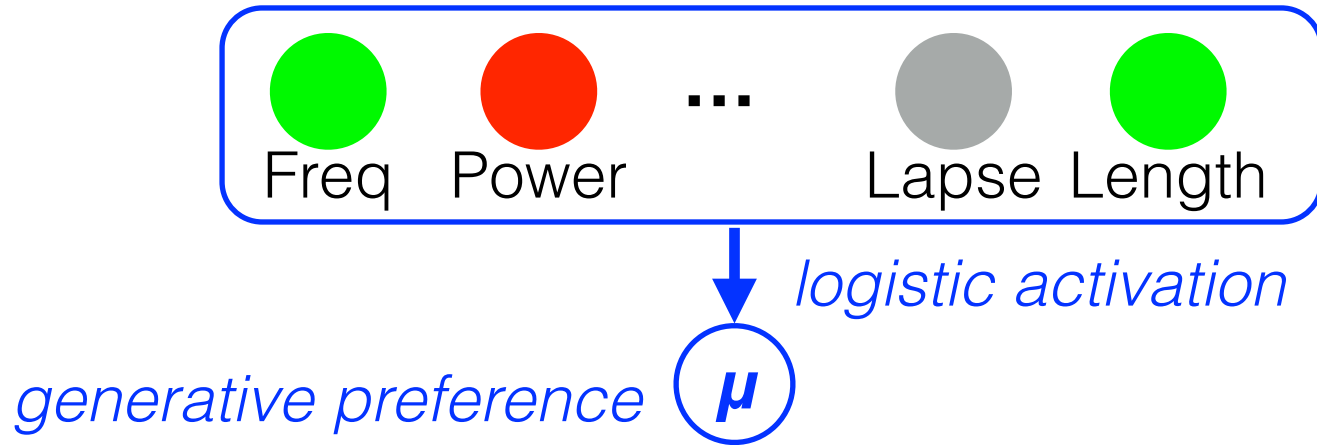 ...
Freq Power Lapse Length
logistic activation
generative preference μ